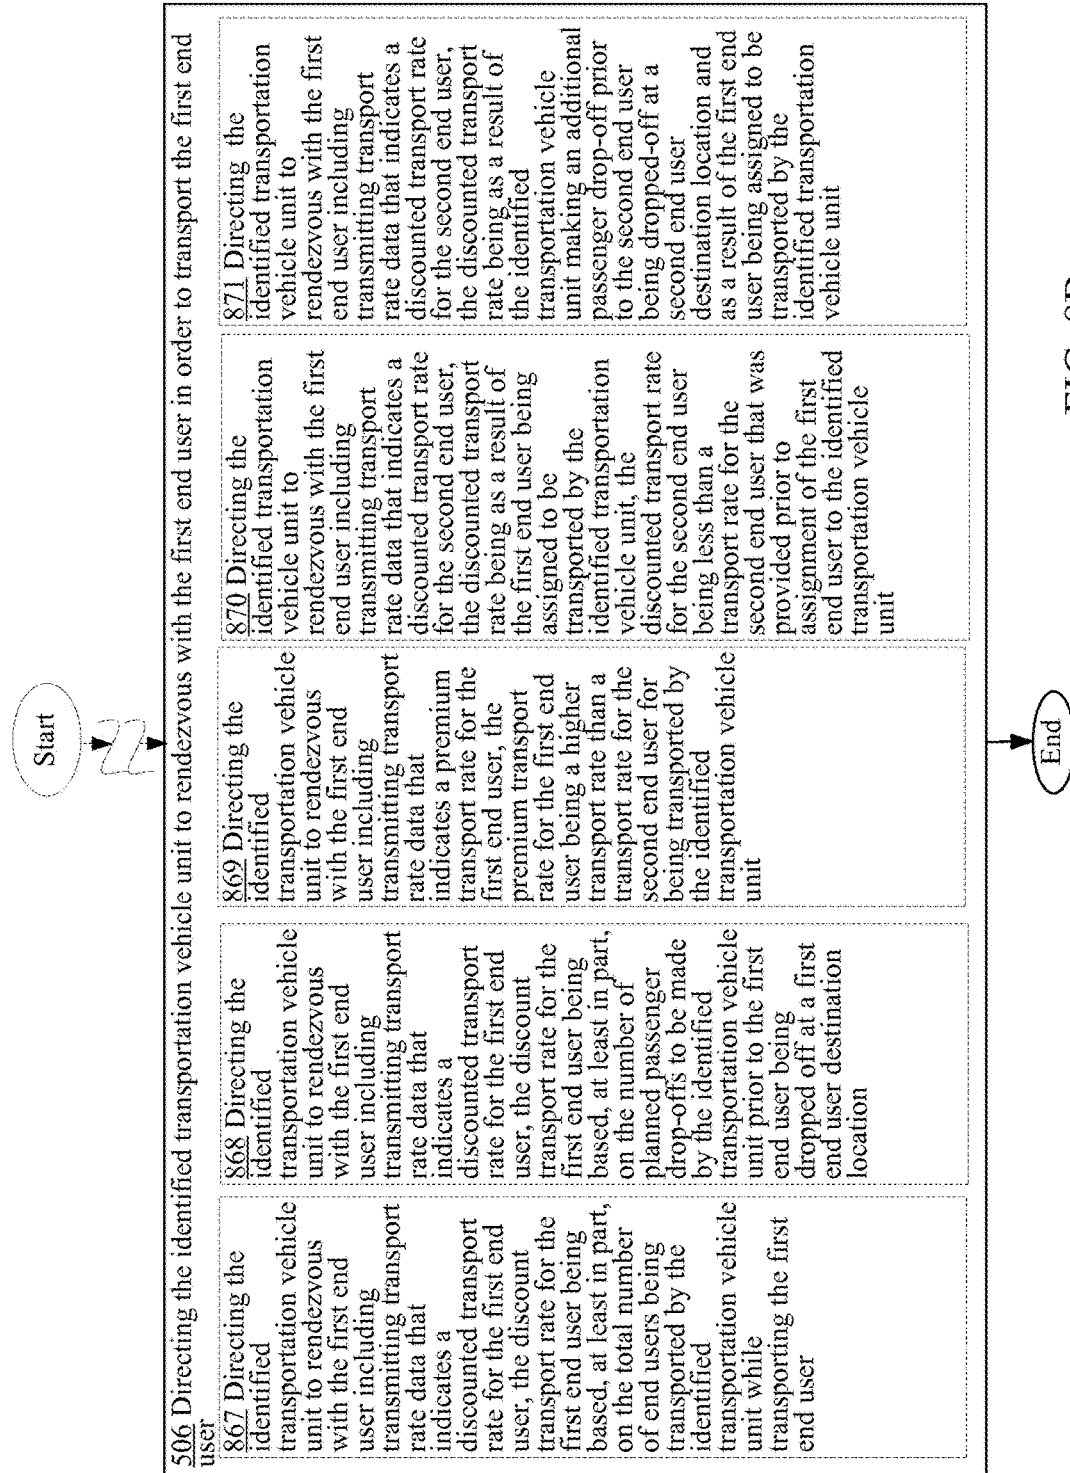 Start
506 Directing the identified transportation vehicle unit to rendezvous with the first end user in order to transport the first end
user
867 Directing the
identified
transportation vehicle
unit to rendezvous
with the first end
user including
transmitting transport
rate data that
indicates a
discounted transport
rate for the first end
user, the discount
transport rate for the
first end user being
based, at least in part,
on the total number
of end users being
transported by the
identified
transportation vehicle
unit while
transporting the first
end user
868 Directing the
identified
transportation vehicle
unit to rendezvous
with the first end
user including
transmitting transport
rate data that
indicates a
discounted transport
rate for the first end
user, the discount
transport rate for the
first end user being
based, at least in part,
on the number of
planned passenger
drop-offs to be made
by the identified
transportation vehicle
unit prior to the first
end user being
dropped off at a first
end user destination
location
869 Directing the
identified
transportation vehicle
unit to rendezvous
with the first end
user including
transmitting transport
rate data that
indicates a premium
transport rate for the
first end user, the
premium transport
rate for the first end
user being a higher
transport rate than a
transport rate for the
second end user for
being transported by
the identified
transportation vehicle
unit
870 Directing the
identified transportation
vehicle unit to
rendezvous with the first
end user including
transmitting transport
rate data that indicates a
discounted transport rate
for the second end user,
the discounted transport
rate being as a result of
the first end user being
assigned to be
transported by the
identified transportation
vehicle unit, the
discounted transport rate
for the second end user
being less than a
transport rate for the
second end user that was
provided prior to
assignment of the first
end user to the identified
transportation vehicle
unit
871 Directing the
identified transportation
vehicle unit to
rendezvous with the first
end user including
transmitting transport
rate data that indicates a
discounted transport rate
for the second end user,
the discounted transport
rate being as a result of
the identified
transportation vehicle
unit making an additional
passenger drop-off prior
to the second end user
being dropped-off at a
second end user
destination location and
as a result of the first end
user being assigned to be
transported by the
identified transportation
vehicle unit
End